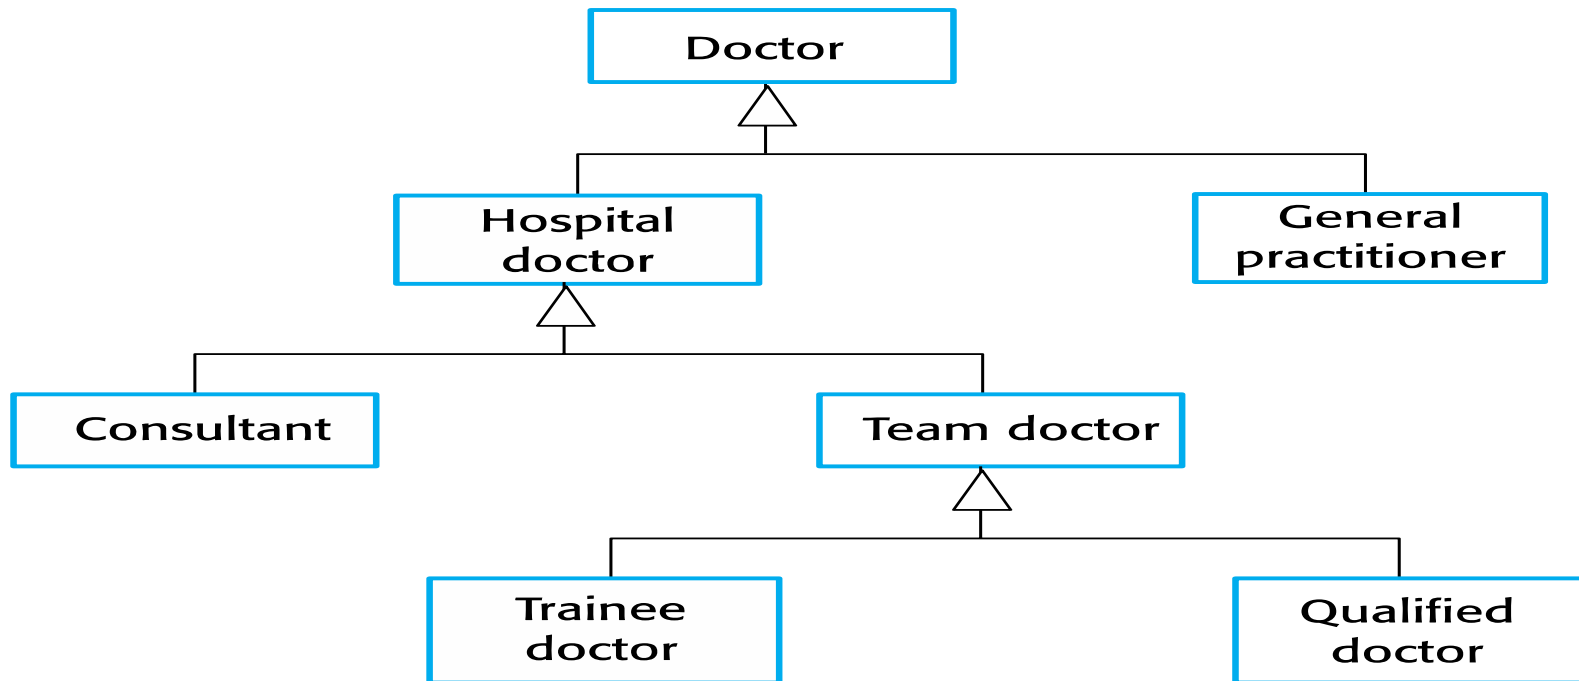 Doctor
Hospital
doctor
General
practitioner
Consultant
Team doctor
Trainee
doctor
Qualified
doctor